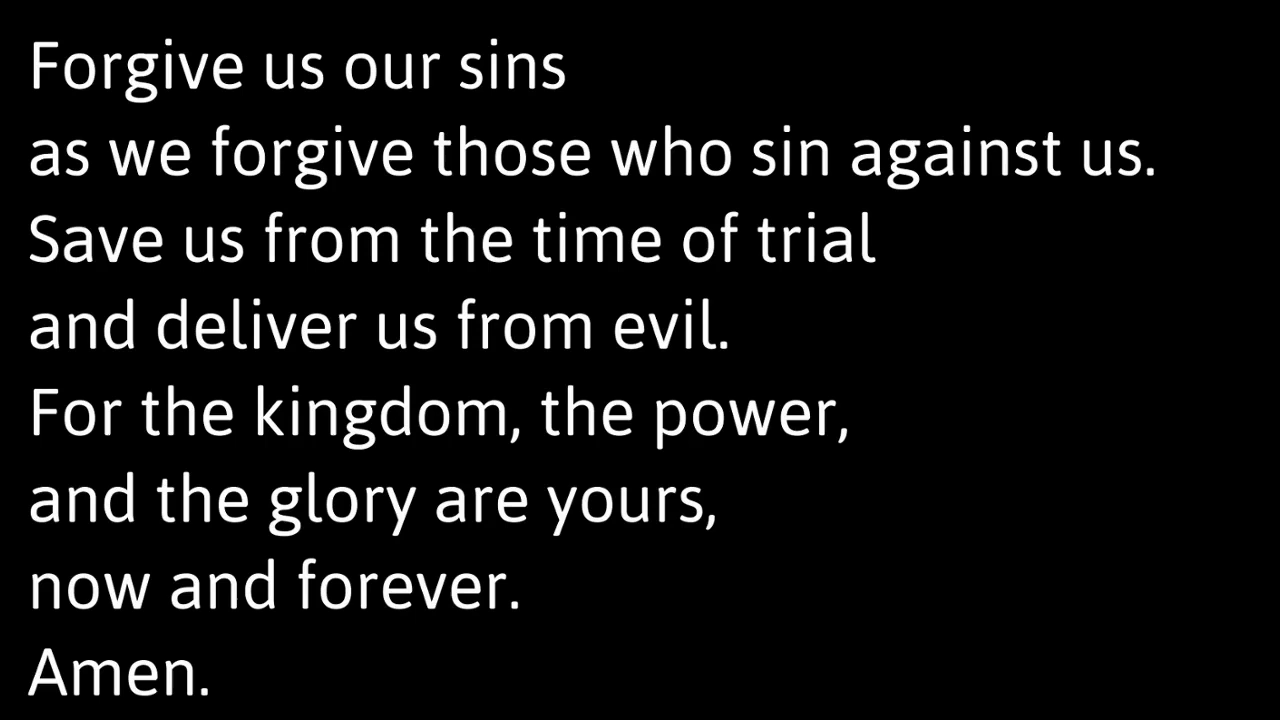 Forgive us our sins
as we forgive those who sin against us.
Save us from the time of trial
and deliver us from evil.
For the kingdom, the power,
and the glory are yours,
now and forever.
Amen.